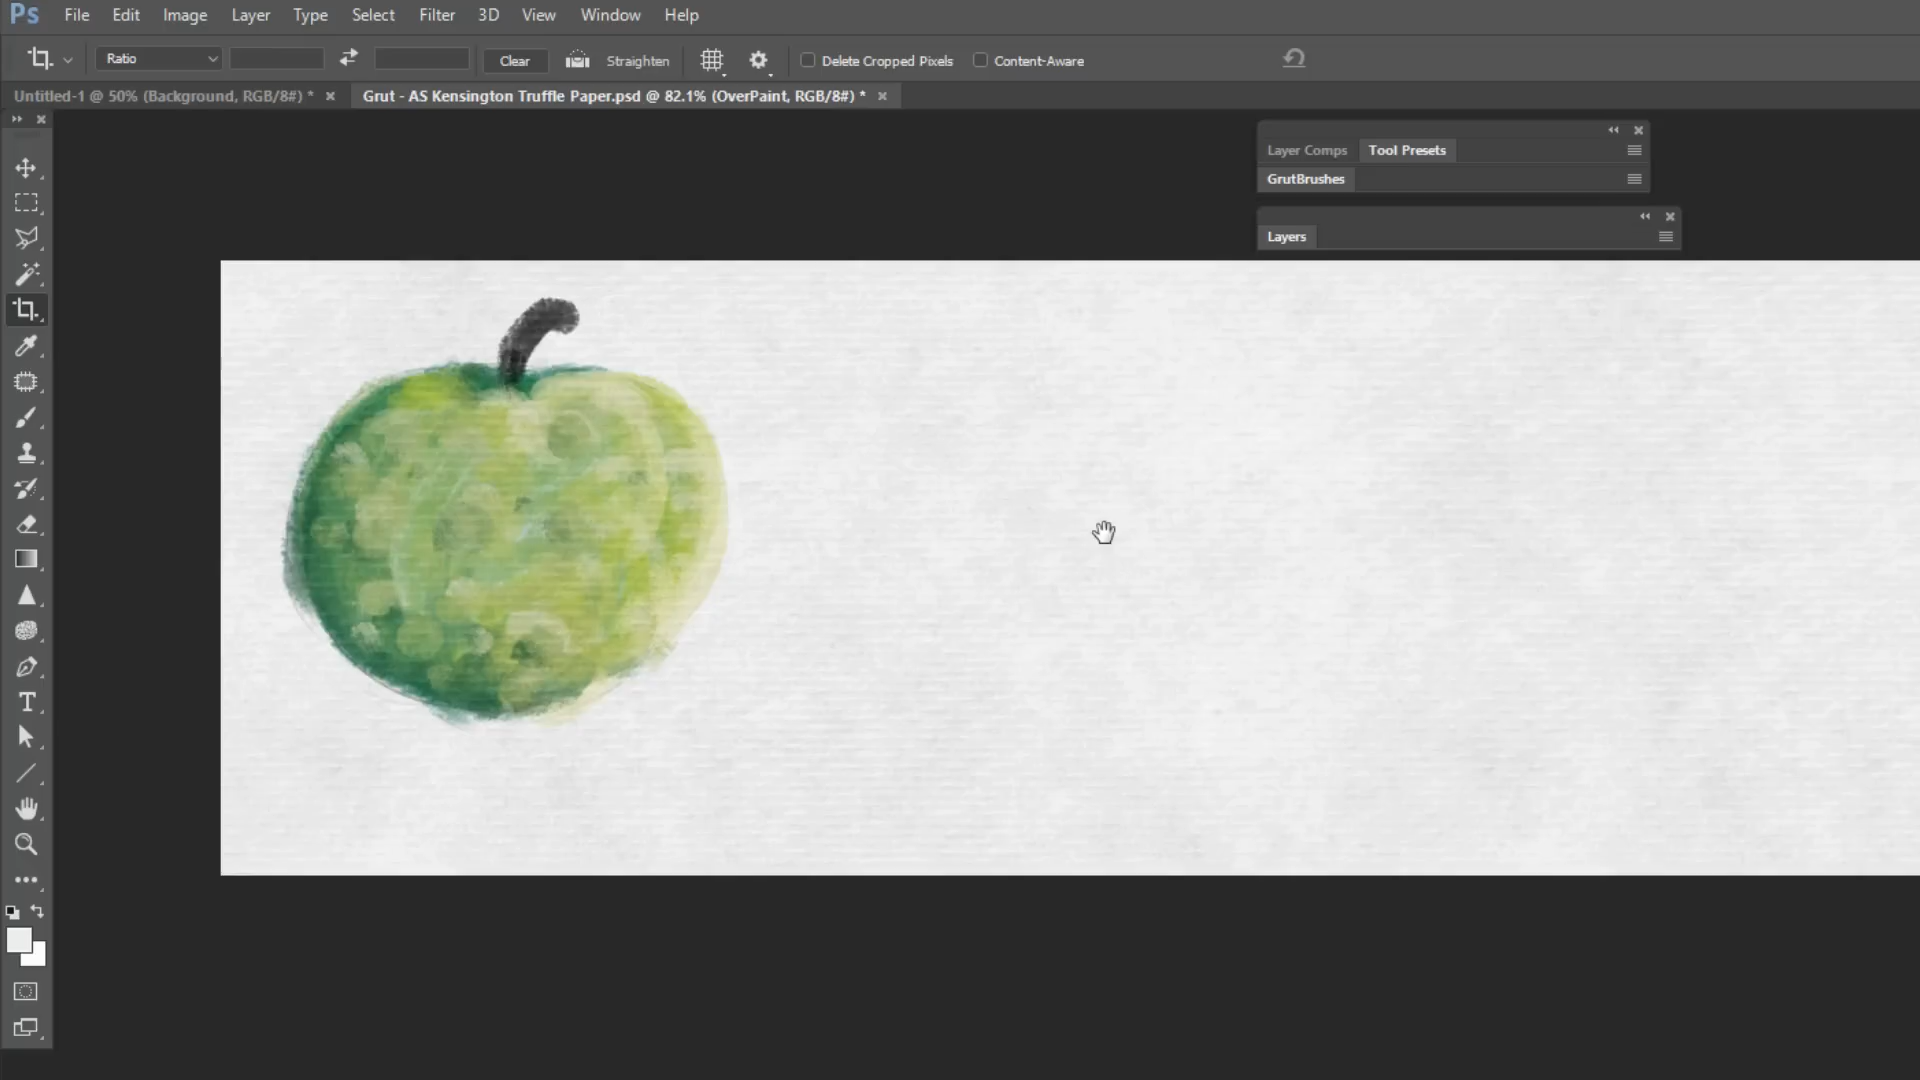 Ps File Edit Image Layer Type Select Filter 3D View Window Help
Ratio Clear Straighten Delete Cropped Pixels Content-Aware
Untitled-1 @ 50% (Background, RGB/8#) * Grut - AS Kensington Truffle Paper.psd @ 82.1% (OverPaint, RGB/8#) *
Layer Comps Tool Presets
GrutBrushes
Layers